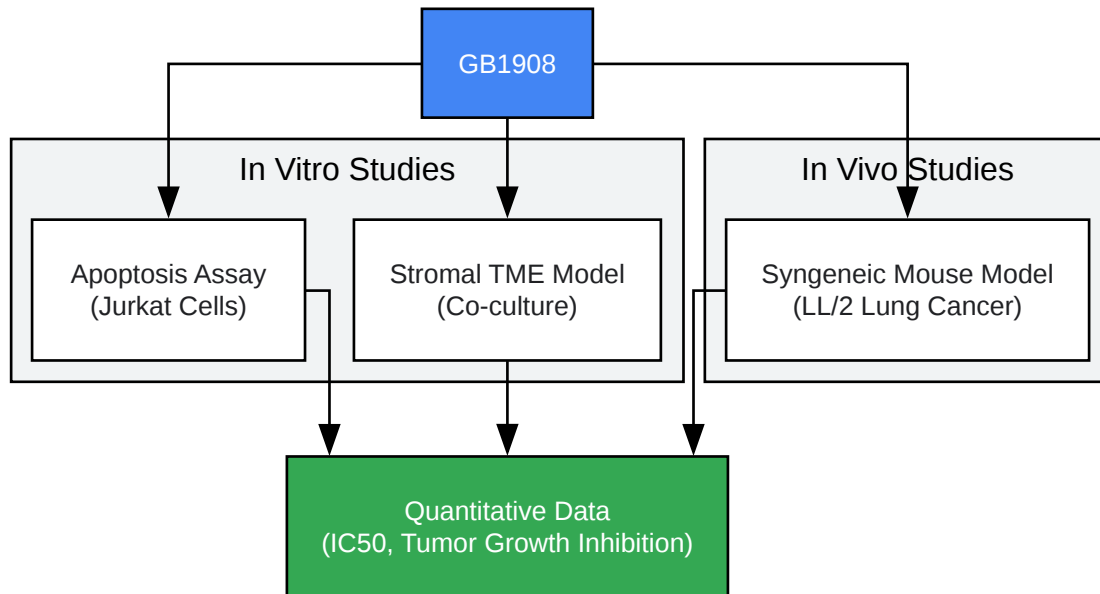 GB1908
In Vitro Studies
In Vivo Studies
Apoptosis Assay
(Jurkat Cells)
Stromal TME Model
(Co-culture)
Syngeneic Mouse Model
(LL/2 Lung Cancer)
Quantitative Data
(IC50, Tumor Growth Inhibition)